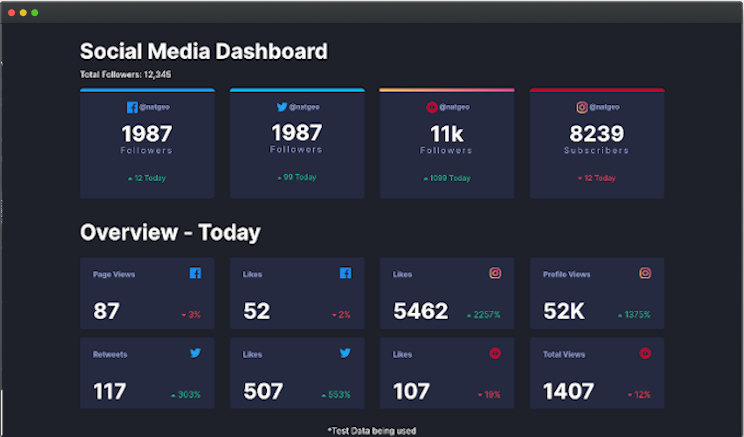 Social Media Dashboard
Total Followers: 12,345
@natgeo
1987
Followers
12 Today
@natgeo
1987
Followers
99 Today
@natgeo
11k
Followers
1099 Today
@natgeo
8239
Subscribers
12 Today
Overview - Today
Page Views
87
3%
Likes
52
2%
Likes
5462
2257%
Profile Views
52K
1375%
Retweets
117
303%
Likes
507
553%
Likes
107
19%
Total Views
1407
12%
*Test Data being used